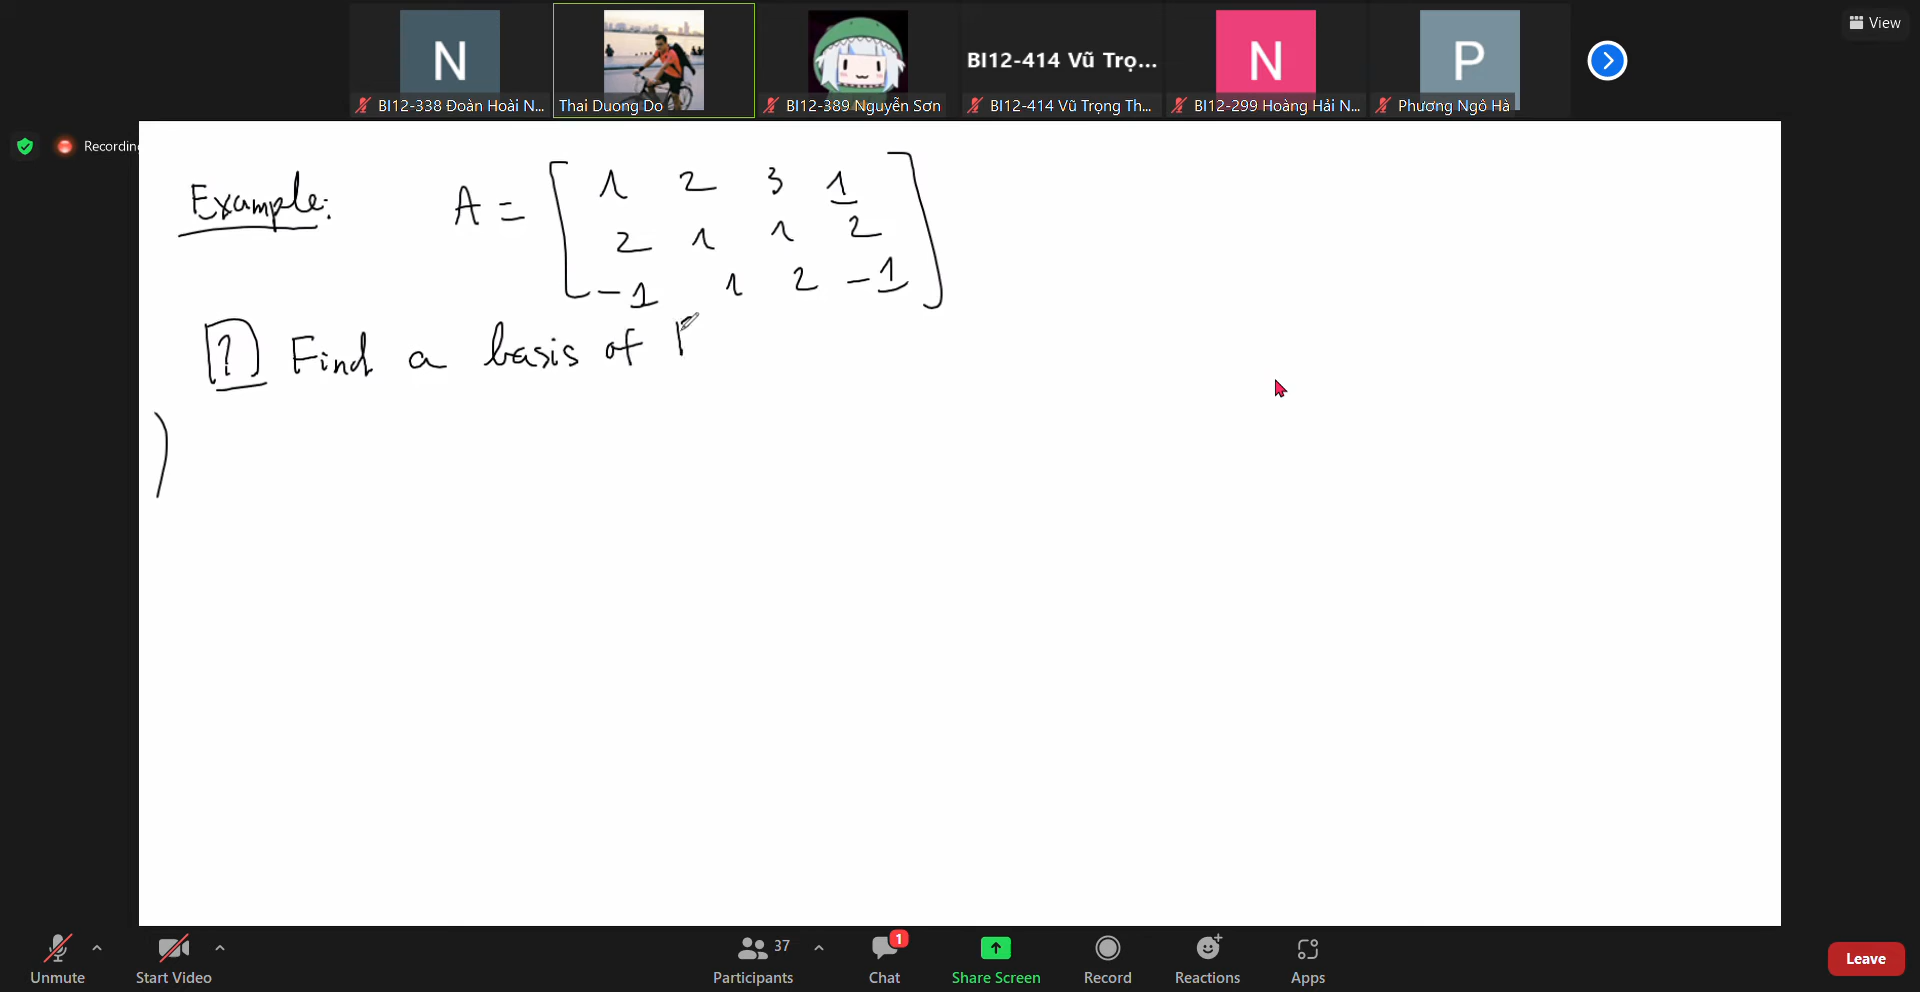 View
N
BI12-338 Đoàn Hoài N...
Thai Duong Do
BI12-389 Nguyễn Sơn
BI12-414 Vũ Trọ...
BI12-414 Vũ Trọng Th...
N
BI12-299 Hoàng Hải N...
P
Phương Ngô Hà
Recording
Example: A = [ 1 2 3 1
2 1 1 2
-1 1 2 -1 ]
? Find a basis of
)
Unmute
Start Video
37
Participants
1
Chat
Share Screen
Record
Reactions
Apps
Leave